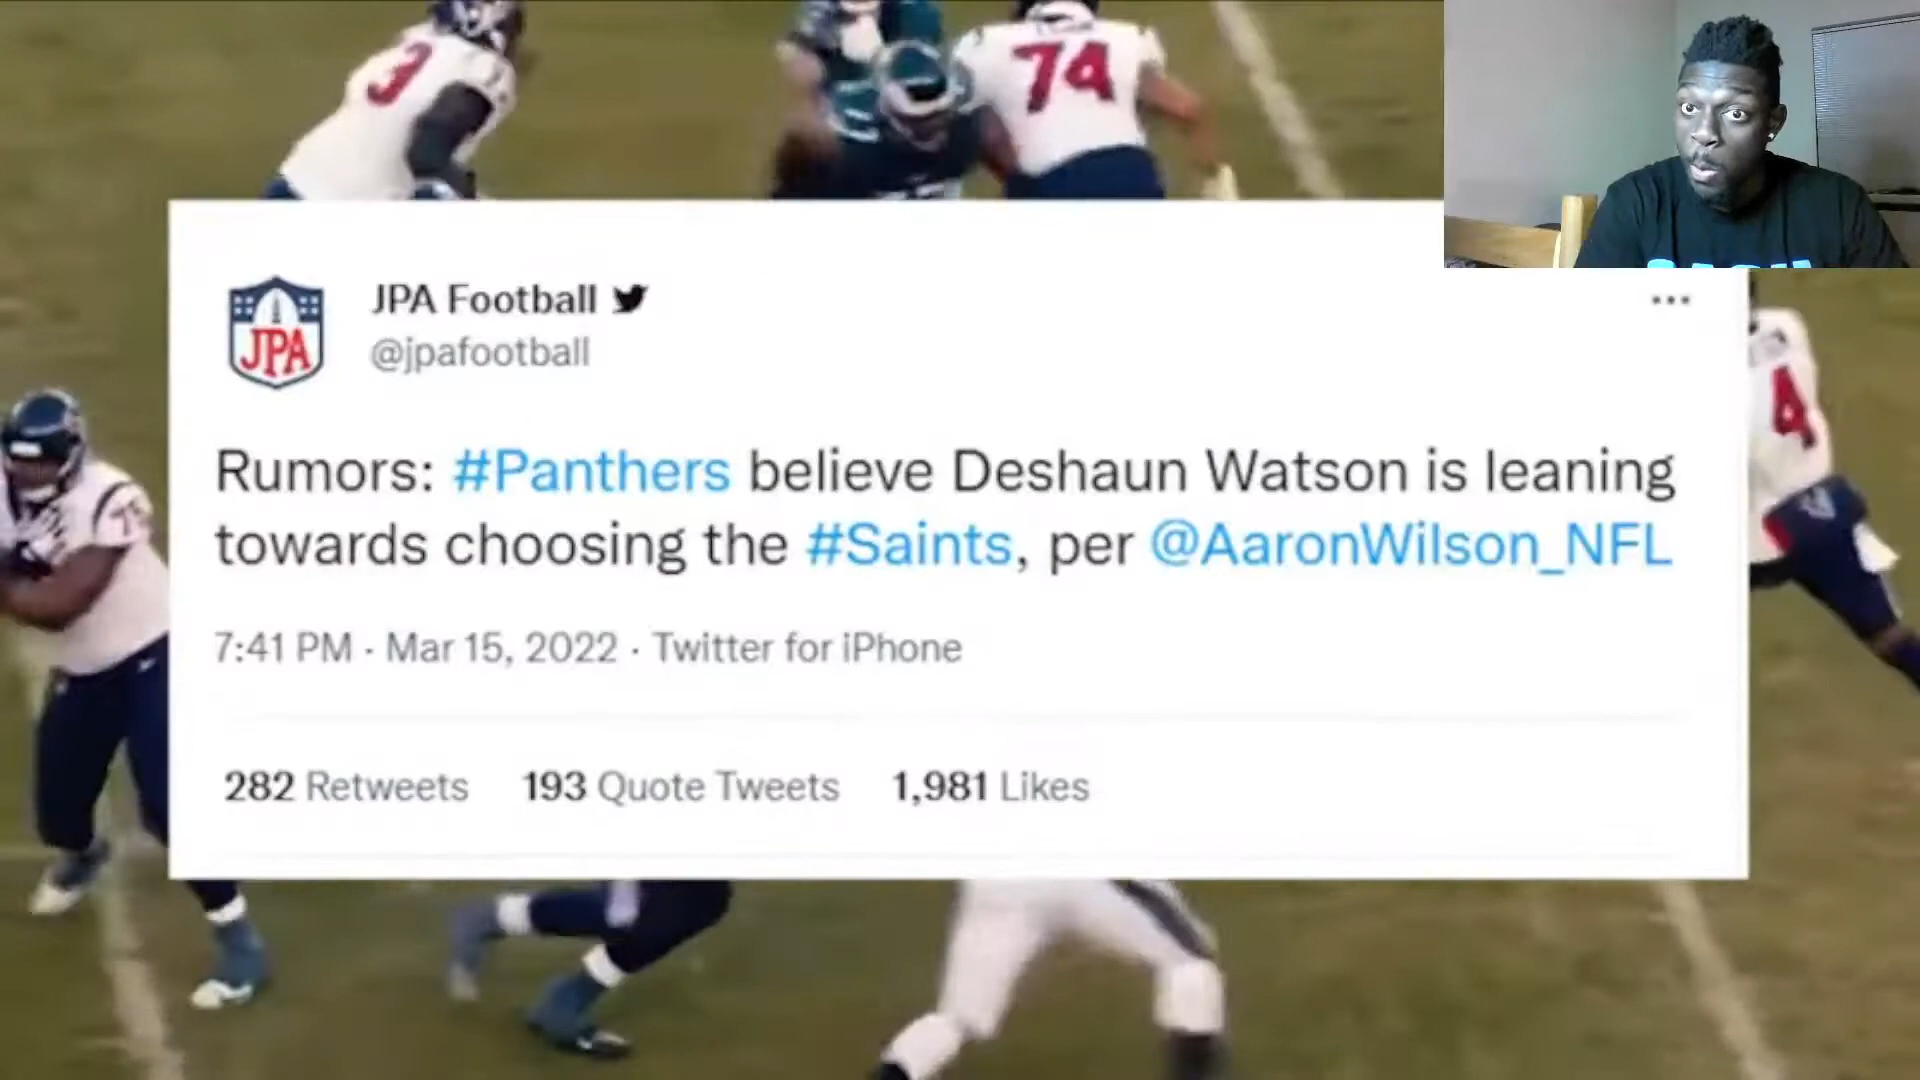 3
74
JPA
JPA Football
@jpafootball
...
4
Rumors: #Panthers believe Deshaun Watson is leaning
towards choosing the #Saints, per @AaronWilson_NFL
7:41 PM · Mar 15, 2022 · Twitter for iPhone
282 Retweets 193 Quote Tweets 1,981 Likes